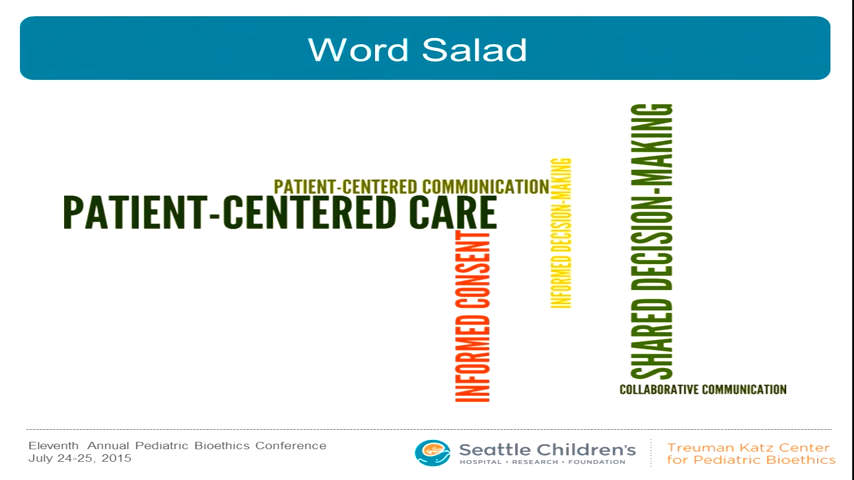 Word Salad
PATIENT-CENTERED COMMUNICATION
PATIENT-CENTERED CARE
INFORMED CONSENT
INFORMED DECISION-MAKING
SHARED DECISION-MAKING
COLLABORATIVE COMMUNICATION
Eleventh Annual Pediatric Bioethics Conference
July 24-25, 2015
Seattle Children's
HOSPITAL • RESEARCH • FOUNDATION
Treuman Katz Center
for Pediatric Bioethics